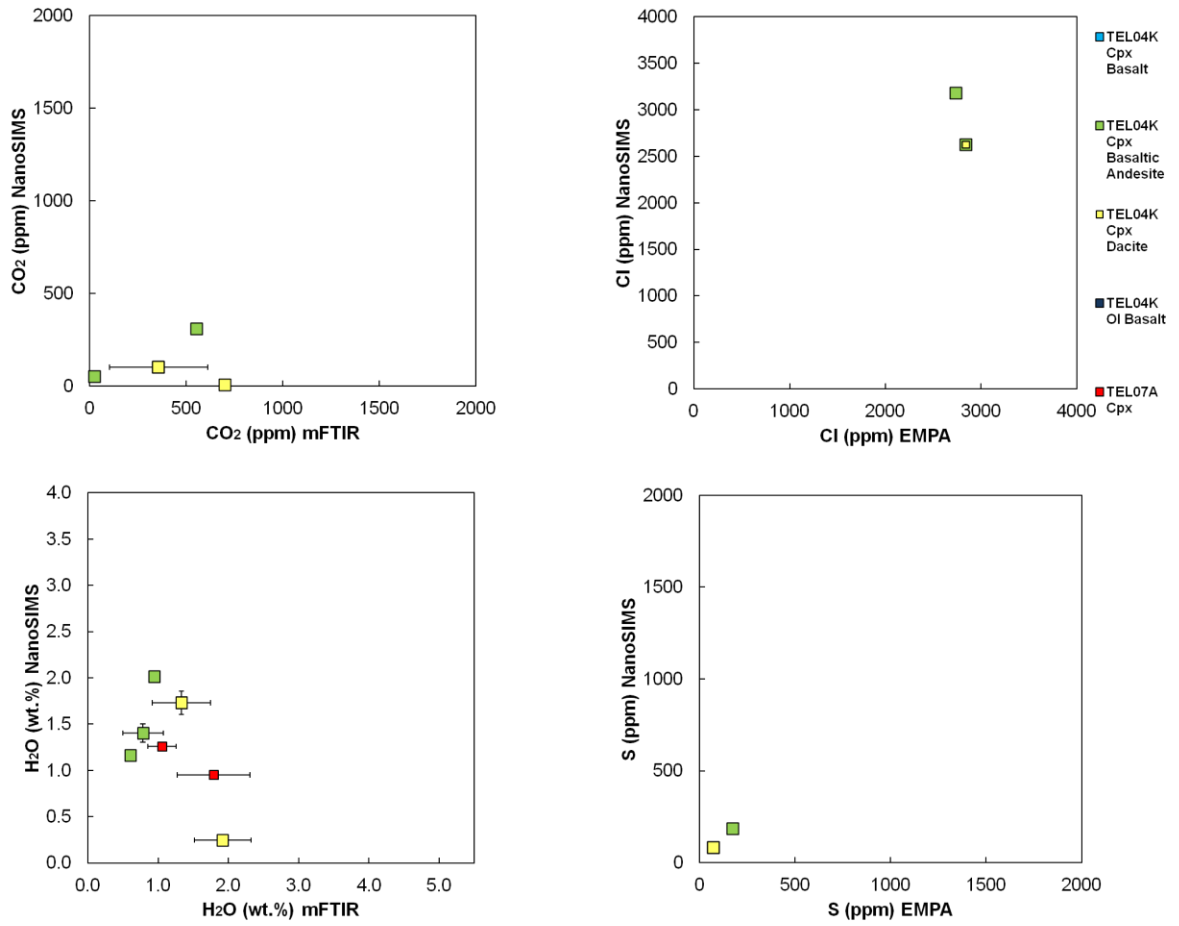 2000
1500
1000
500
0
CO2 (ppm) NanoSIMS
0 500 1000 1500 2000
CO2 (ppm) mFTIR
4000
3500
3000
2500
2000
1500
1000
500
0
Cl (ppm) NanoSIMS
0 1000 2000 3000 4000
Cl (ppm) EMPA
TEL04K
Cpx
Basalt
TEL04K
Cpx
Basaltic
Andesite
TEL04K
Cpx
Dacite
TEL04K
Ol Basalt
TEL07A
Cpx
4.0
3.5
3.0
2.5
2.0
1.5
1.0
0.5
0.0
H2O (wt.%) NanoSIMS
0.0 1.0 2.0 3.0 4.0 5.0
H2O (wt.%) mFTIR
2000
1500
1000
500
0
S (ppm) NanoSIMS
0 500 1000 1500 2000
S (ppm) EMPA